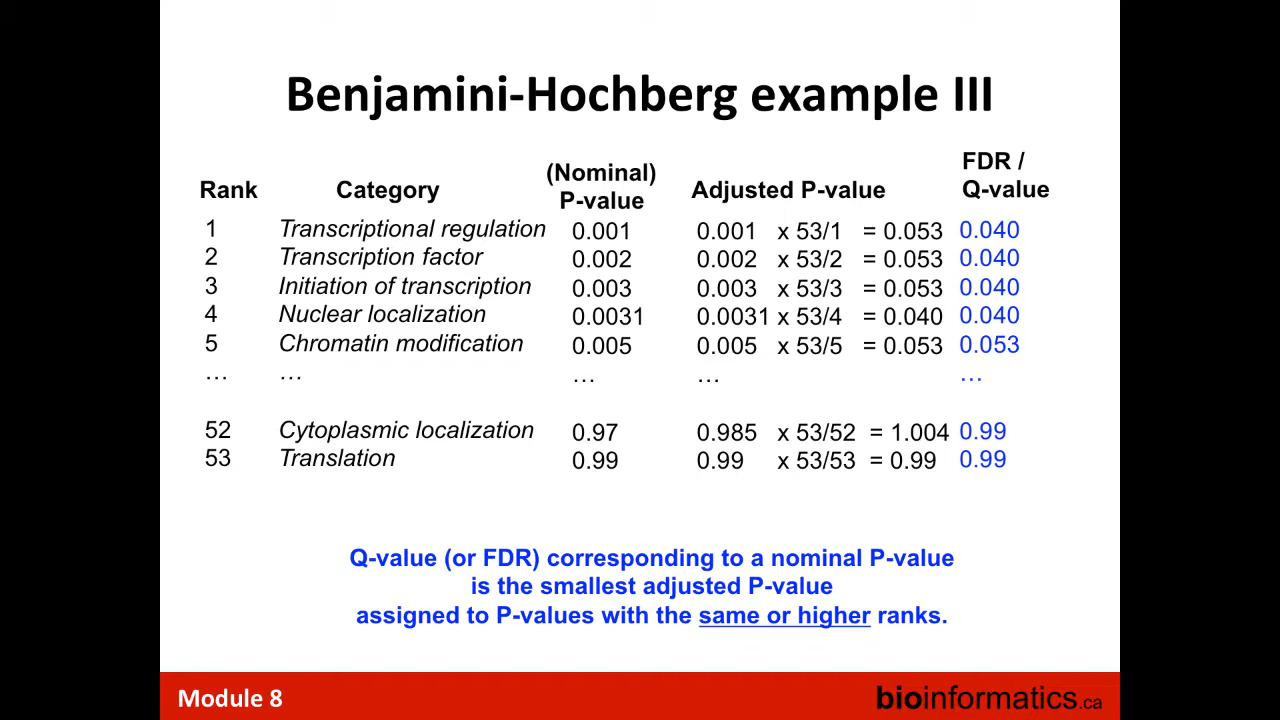 Benjamini-Hochberg example III
Rank Category (Nominal) P-value Adjusted P-value FDR / Q-value
1 Transcriptional regulation 0.001 0.001 x 53/1 = 0.053 0.040
2 Transcription factor 0.002 0.002 x 53/2 = 0.053 0.040
3 Initiation of transcription 0.003 0.003 x 53/3 = 0.053 0.040
4 Nuclear localization 0.0031 0.0031 x 53/4 = 0.040 0.040
5 Chromatin modification 0.005 0.005 x 53/5 = 0.053 0.053
… … … … …
52 Cytoplasmic localization 0.97 0.985 x 53/52 = 1.004 0.99
53 Translation 0.99 0.99 x 53/53 = 0.99 0.99
Q-value (or FDR) corresponding to a nominal P-value
is the smallest adjusted P-value
assigned to P-values with the same or higher ranks.
Module 8 bioinformatics.ca